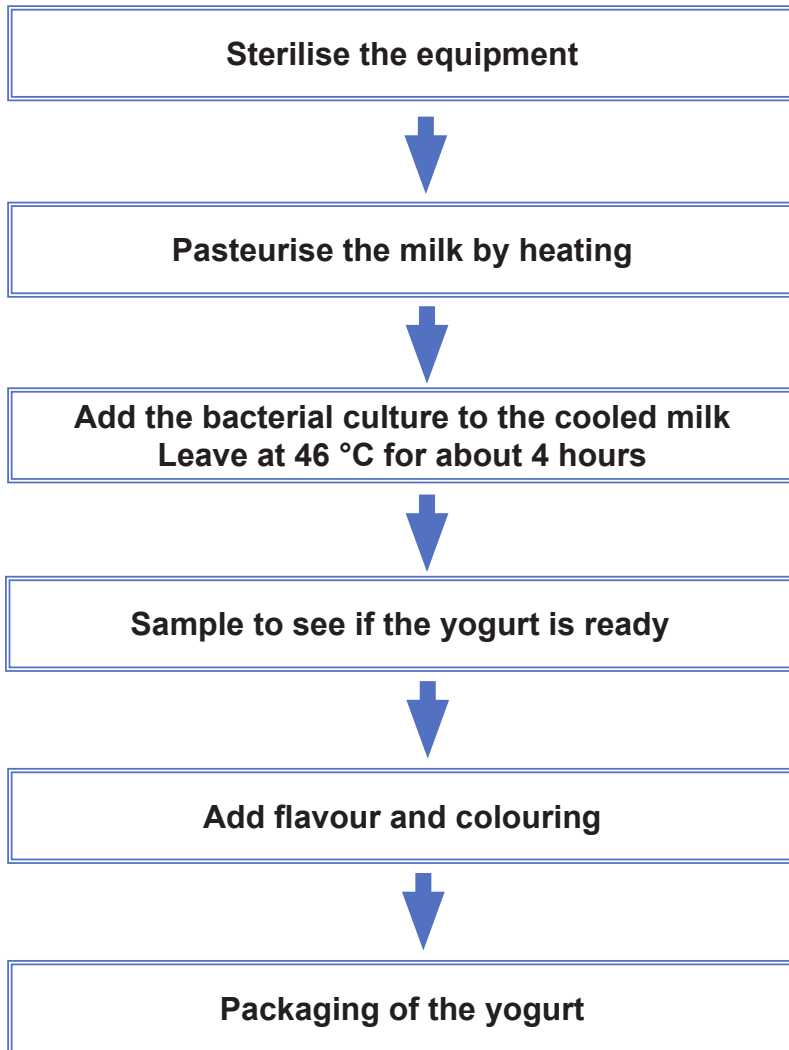 Sterilise the equipment
Pasteurise the milk by heating
Add the bacterial culture to the cooled milk
Leave at 46 °C for about 4 hours
Sample to see if the yogurt is ready
Add flavour and colouring
Packaging of the yogurt